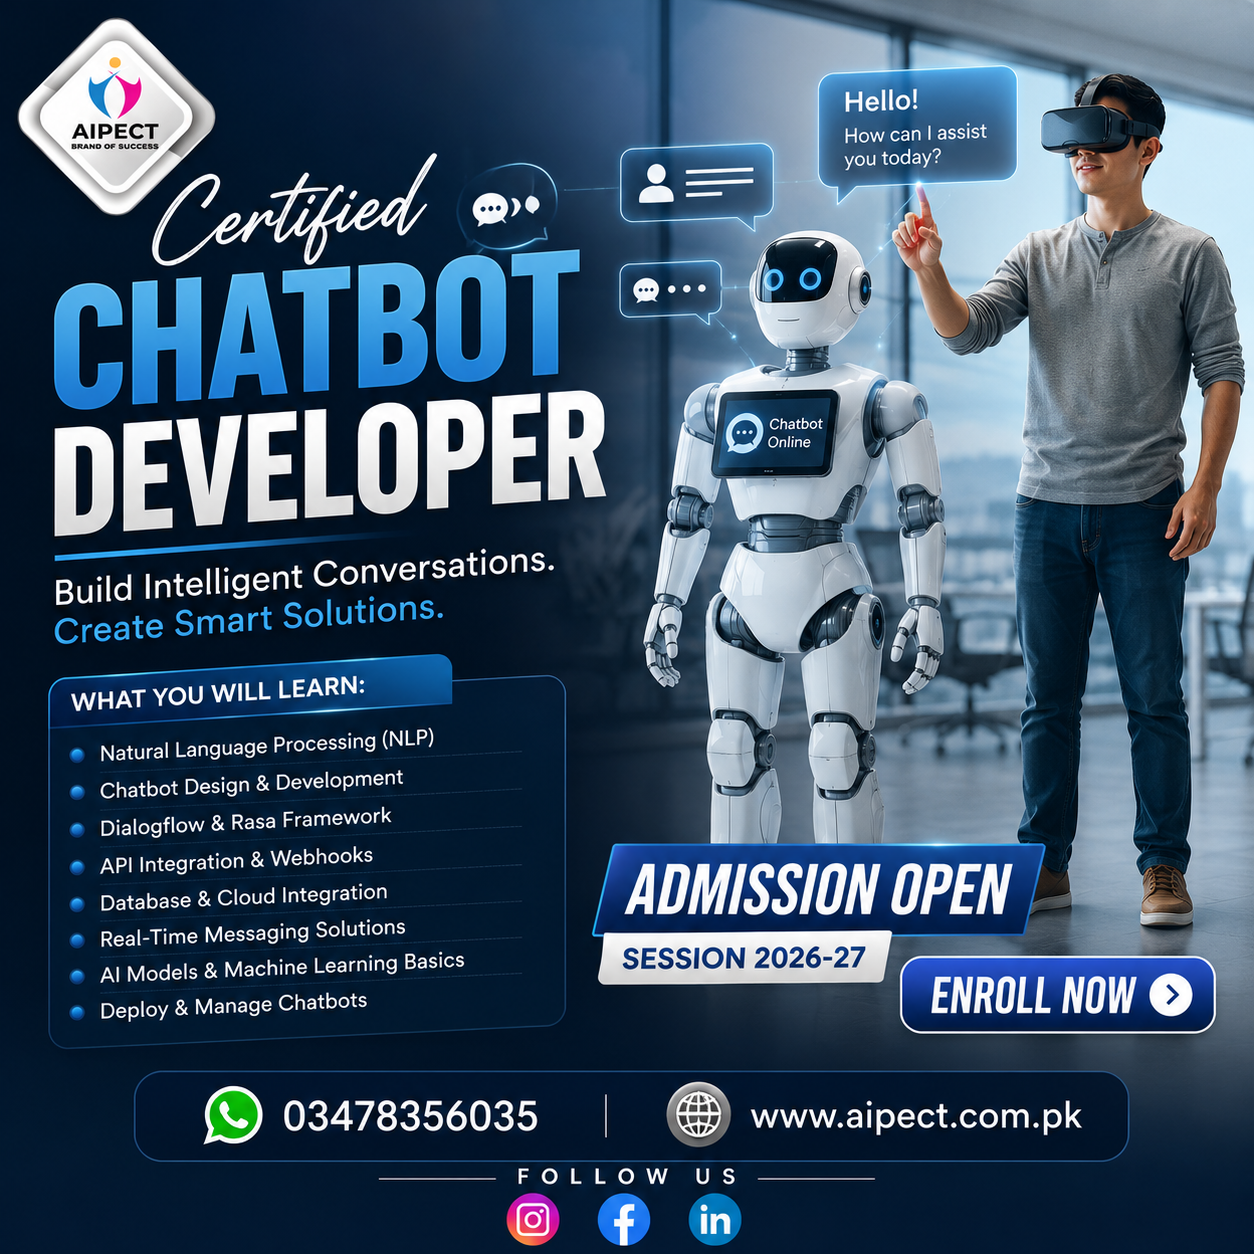 AIPECT
BRAND OF SUCCESS
Certified
CHATBOT
DEVELOPER
Build Intelligent Conversations.
Create Smart Solutions.
Hello!
How can I assist
you today?
Chatbot
Online
WHAT YOU WILL LEARN:
Natural Language Processing (NLP)
Chatbot Design & Development
Dialogflow & Rasa Framework
API Integration & Webhooks
Database & Cloud Integration
Real-Time Messaging Solutions
AI Models & Machine Learning Basics
Deploy & Manage Chatbots
ADMISSION OPEN
SESSION 2026-27
ENROLL NOW
03478356035
www.aipect.com.pk
FOLLOW US
in